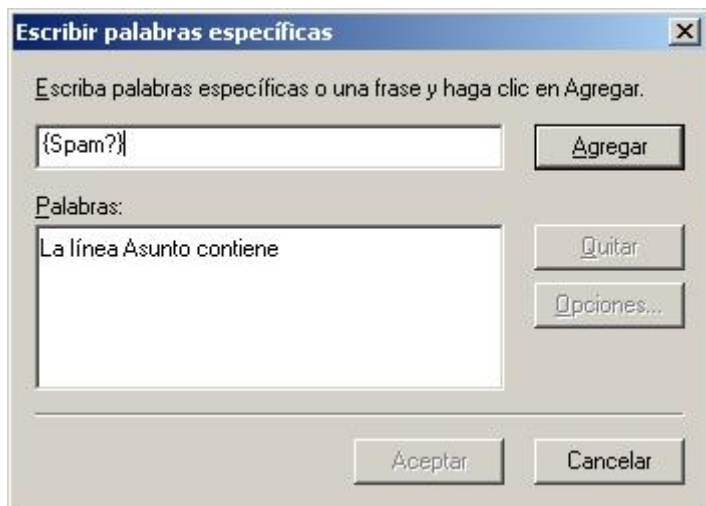 Escribir palabras específicas
Escriba palabras específicas o una frase y haga clic en Agregar.
{Spam?}
Agregar
Palabras:
La línea Asunto contiene
Quitar
Opciones...
Aceptar
Cancelar